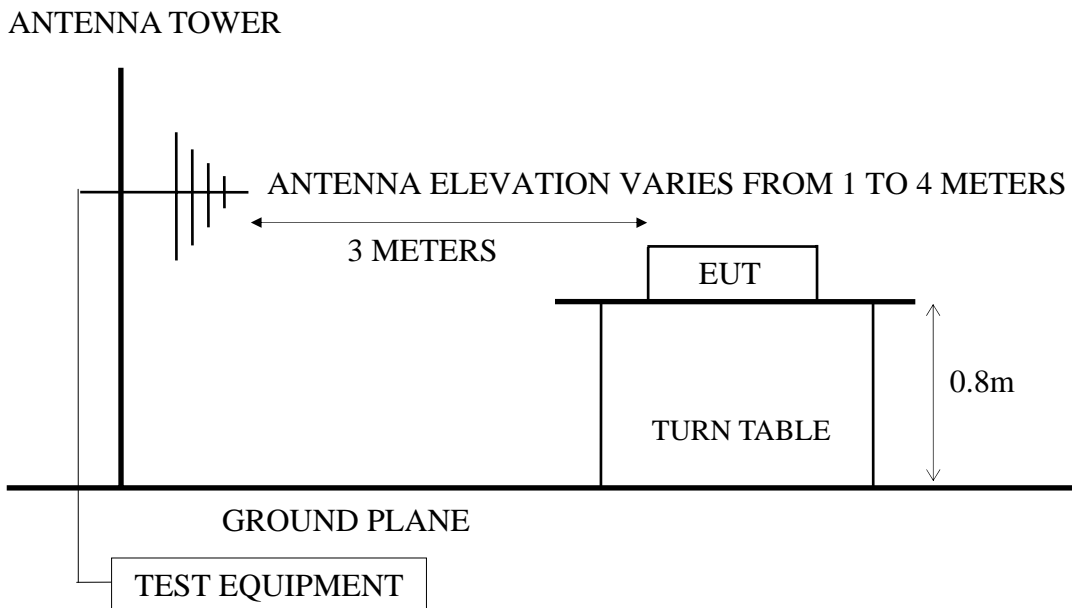 ANTENNA TOWER
ANTENNA ELEVATION VARIES FROM 1 TO 4 METERS
3 METERS
EUT
0.8m
TURN TABLE
GROUND PLANE
TEST EQUIPMENT